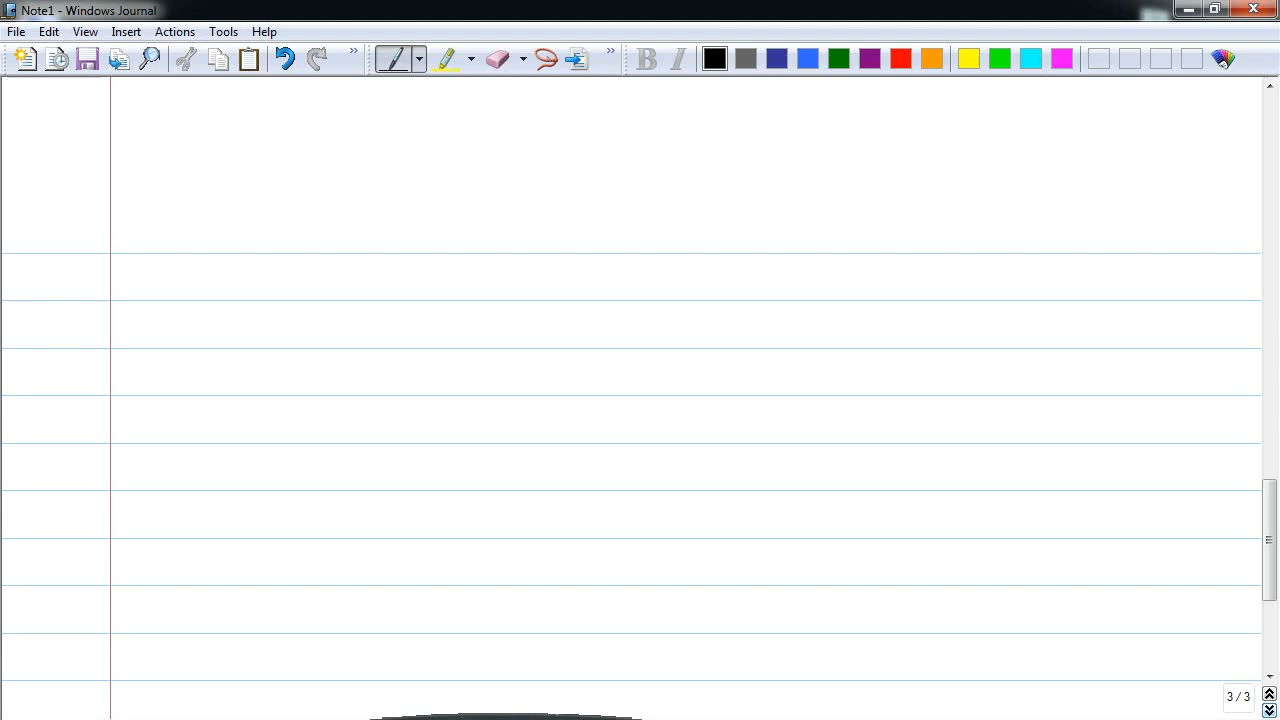 Note1 - Windows Journal
File Edit View Insert Actions Tools Help
B I
3 / 3